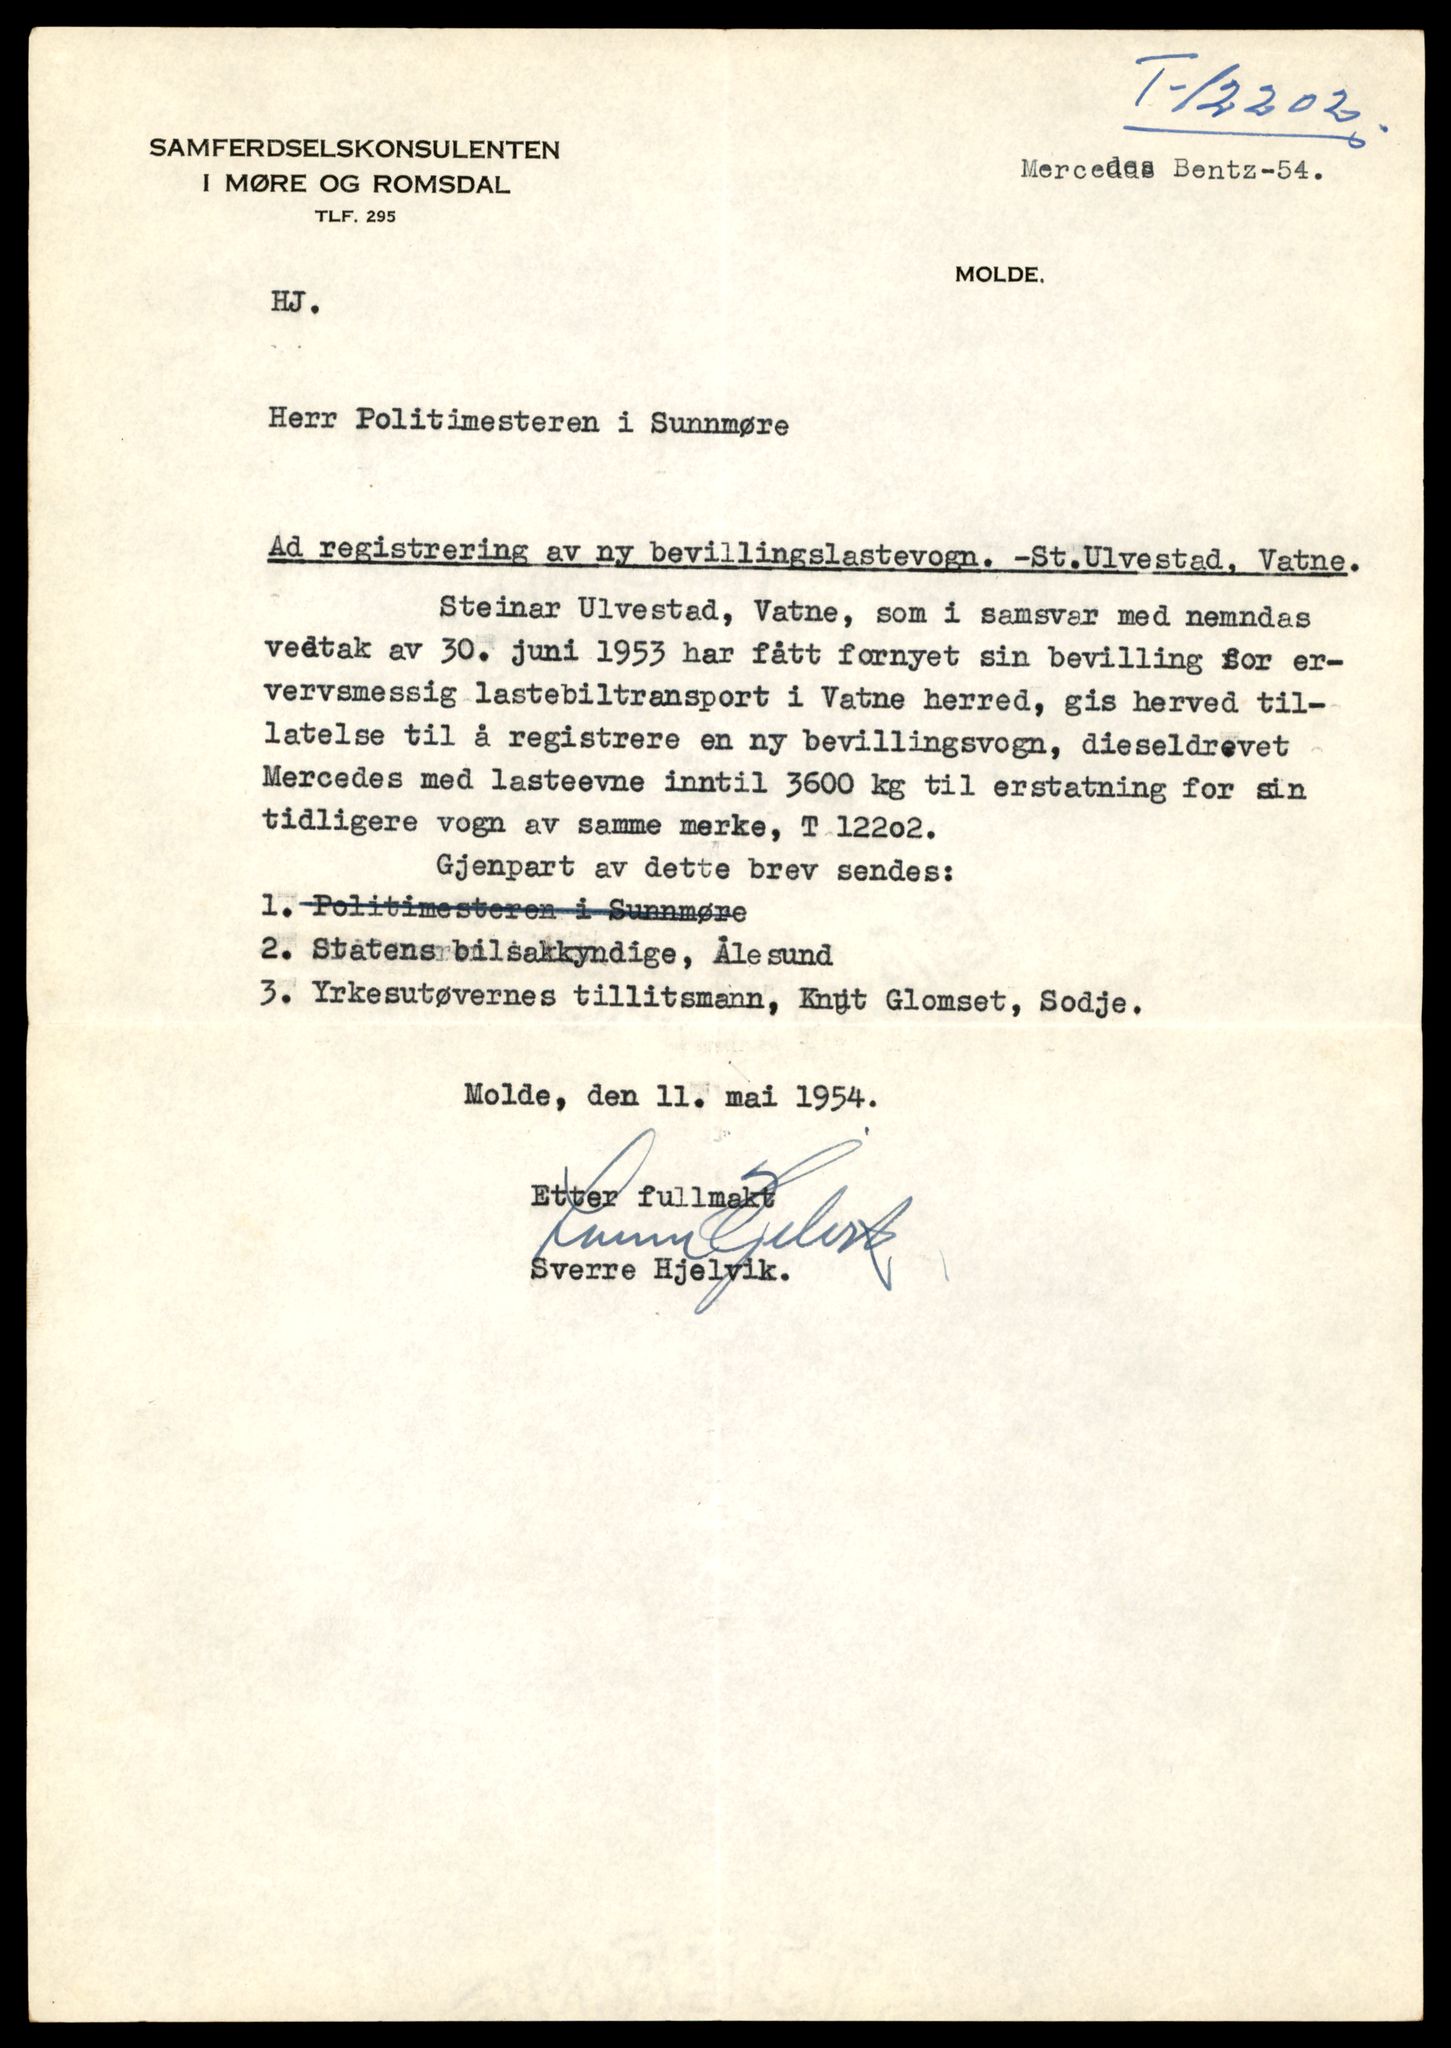 T-12202.
SAMFERDSELSKONSULENTEN
I MØRE OG ROMSDAL
TLF. 295
Mercedes Bentz-54.
MOLDE.
HJ.
Herr Politimesteren i Sunnmøre
Ad registrering av ny bevillingslastevogn. -St.Ulvestad, Vatne.
Steinar Ulvestad, Vatne, som i samsvar med nemndas
vedtak av 30. juni 1953 har fått fornyet sin bevilling for er-
vervsmessig lastebiltransport i Vatne herred, gis herved til-
latelse til å registrere en ny bevillingsvogn, dieseldrevet
Mercedes med lasteevne inntil 3600 kg til erstatning for sin
tidligere vogn av samme merke, T 122o2.
Gjenpart av dette brev sendes:
1. Politimesteren i Sunnmøre
2. Statens bilsakkyndige, Ålesund
3. Yrkesutøvernes tillitsmann, Knut Glomset, Sodje.
Molde, den 11. mai 1954.
Etter fullmakt
Sverre Hjelvik
Sverre Hjelvik.